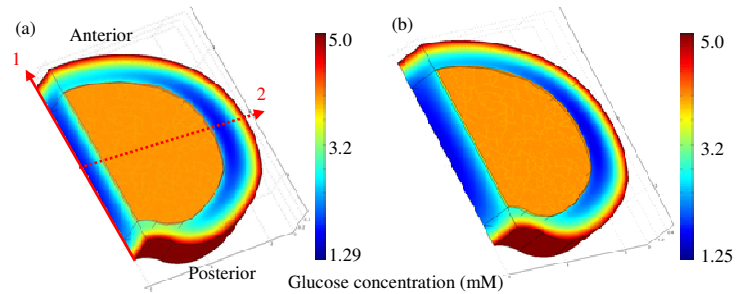 (a)
Anterior
1
2
Posterior
5.0
3.2
1.29
(b)
5.0
3.2
1.25
Glucose concentration (mM)